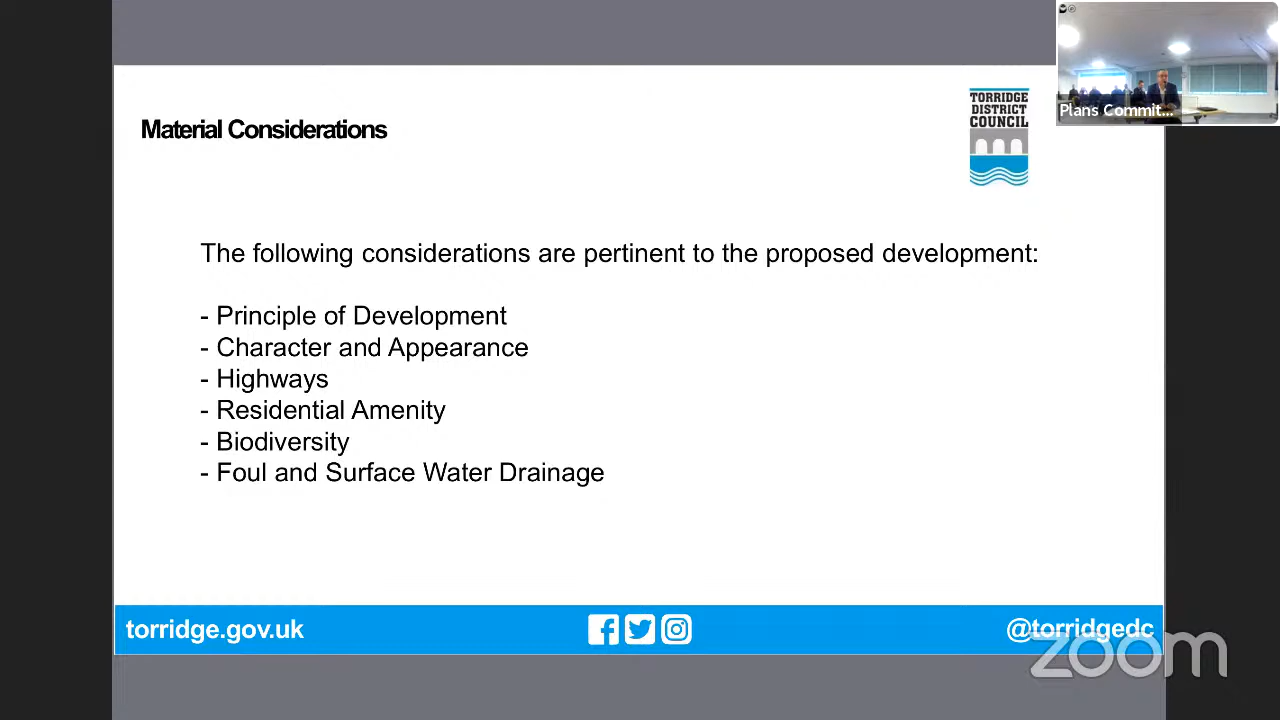 Plans Commit...
TORRIDGE
DISTRICT
COUNCIL
Material Considerations
The following considerations are pertinent to the proposed development:
- Principle of Development
- Character and Appearance
- Highways
- Residential Amenity
- Biodiversity
- Foul and Surface Water Drainage
torridge.gov.uk
@torridgedc
zoom